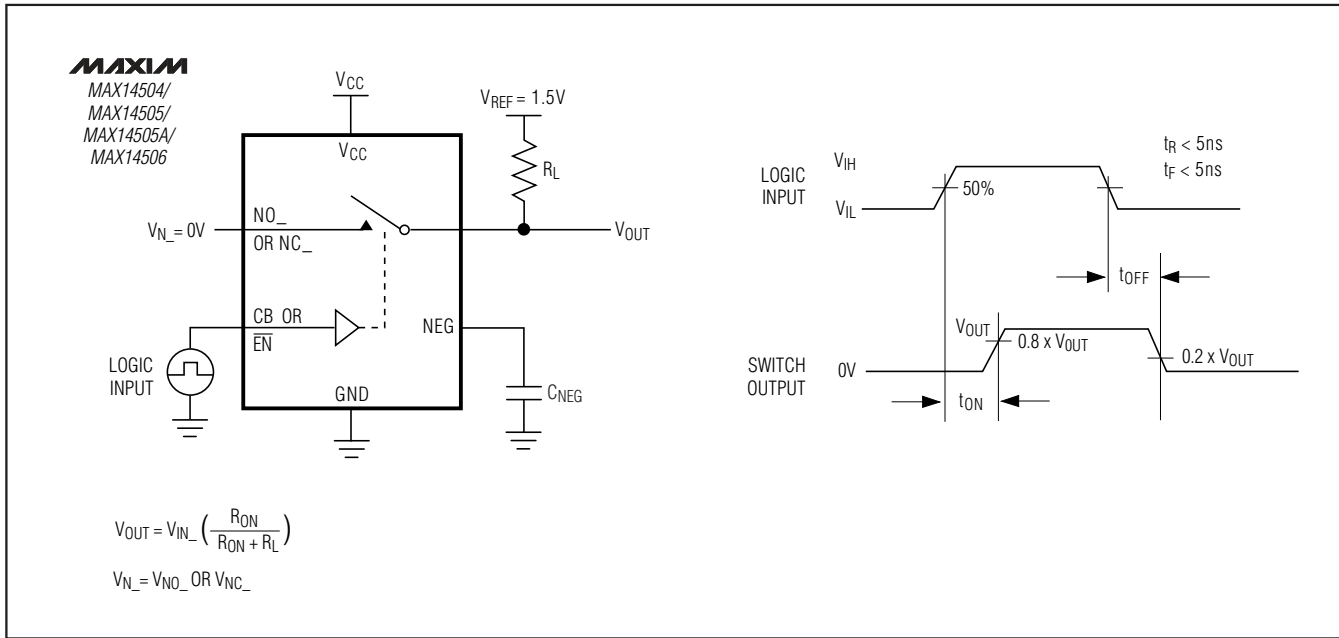 MAXIM
MAX14504/
MAX14505/
MAX14505A/
MAX14506
VCC
VREF = 1.5V
VCC
RL
VN_= 0V
NO_
OR NC_
VOUT
CB OR
EN
NEG
LOGIC
INPUT
GND
CNEG
VOUT = VIN_ ( RON / RON + RL )
VN_= VNO_ OR VNC_
LOGIC
INPUT
VIH
VIL
50%
tR < 5ns
tF < 5ns
tOFF
SWITCH
OUTPUT
VOUT
0V
0.8 x VOUT
0.2 x VOUT
tON